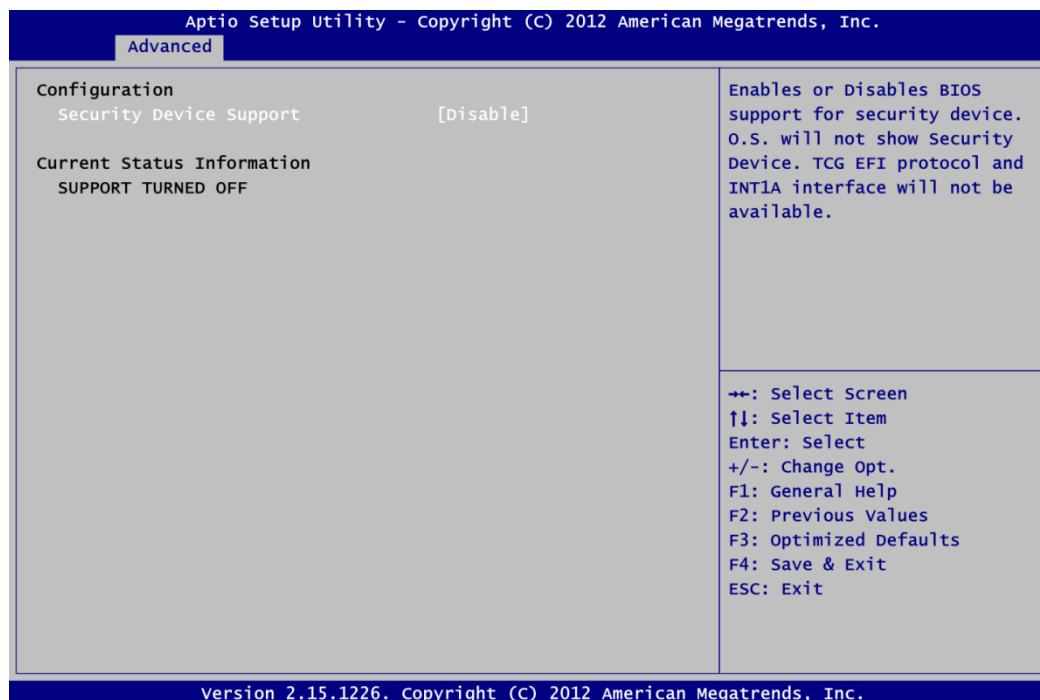 Aptio Setup Utility - Copyright (C) 2012 American Megatrends, Inc.
Advanced
Configuration
Security Device Support [Disable]
Current Status Information
SUPPORT TURNED OFF
Enables or Disables BIOS
support for security device.
O.S. will not show Security
Device. TCG EFI protocol and
INT1A interface will not be
available.
→←: Select Screen
↑↓: Select Item
Enter: Select
+/-: Change Opt.
F1: General Help
F2: Previous Values
F3: Optimized Defaults
F4: Save & Exit
ESC: Exit
Version 2.15.1226. Copyright (C) 2012 American Megatrends, Inc.